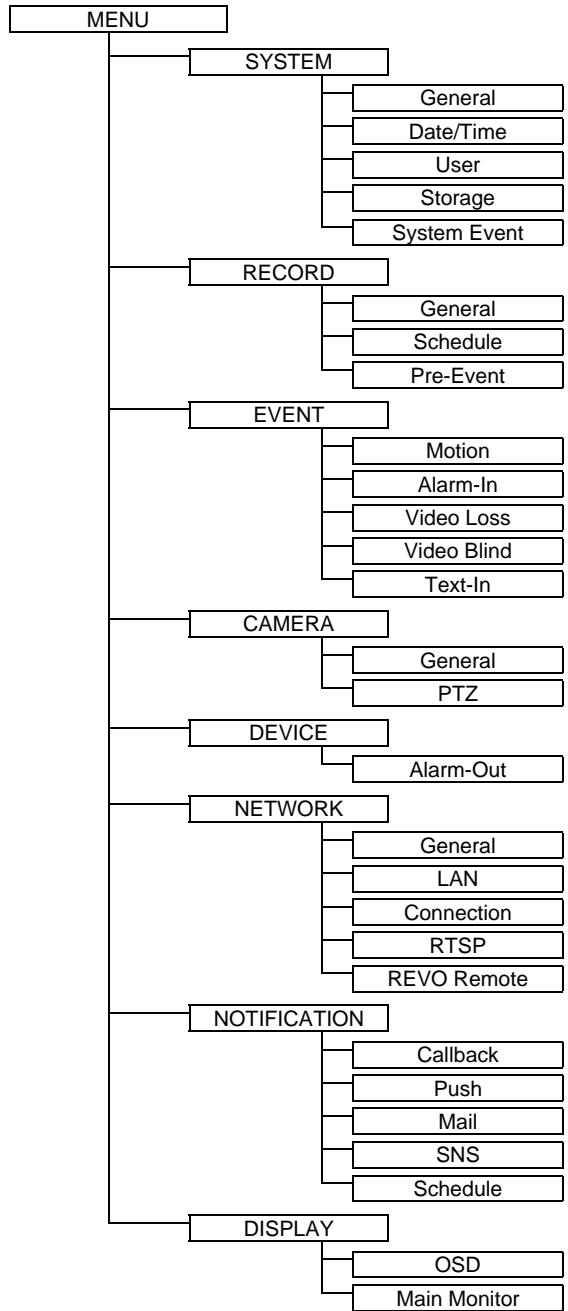 MENU
SYSTEM
General
Date/Time
User
Storage
System Event
RECORD
General
Schedule
Pre-Event
EVENT
Motion
Alarm-In
Video Loss
Video Blind
Text-In
CAMERA
General
PTZ
DEVICE
Alarm-Out
NETWORK
General
LAN
Connection
RTSP
REVO Remote
NOTIFICATION
Callback
Push
Mail
SNS
Schedule
DISPLAY
OSD
Main Monitor